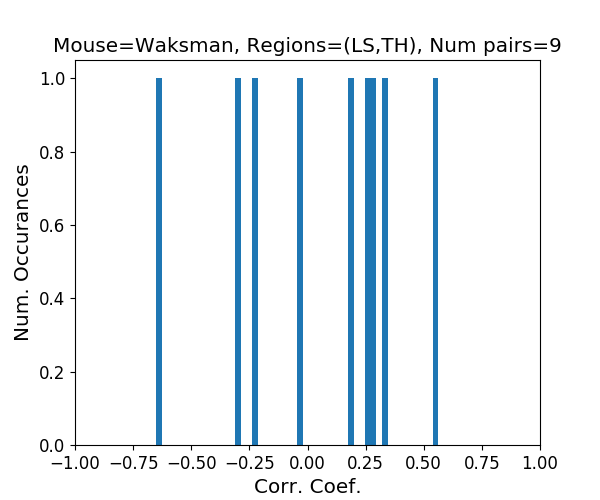 Mouse=Waksman, Regions=(LS,TH), Num pairs=9
Num. Occurances
1.0
0.8
0.6
0.4
0.2
0.0
−1.00 −0.75 −0.50 −0.25 0.00 0.25 0.50 0.75 1.00
Corr. Coef.